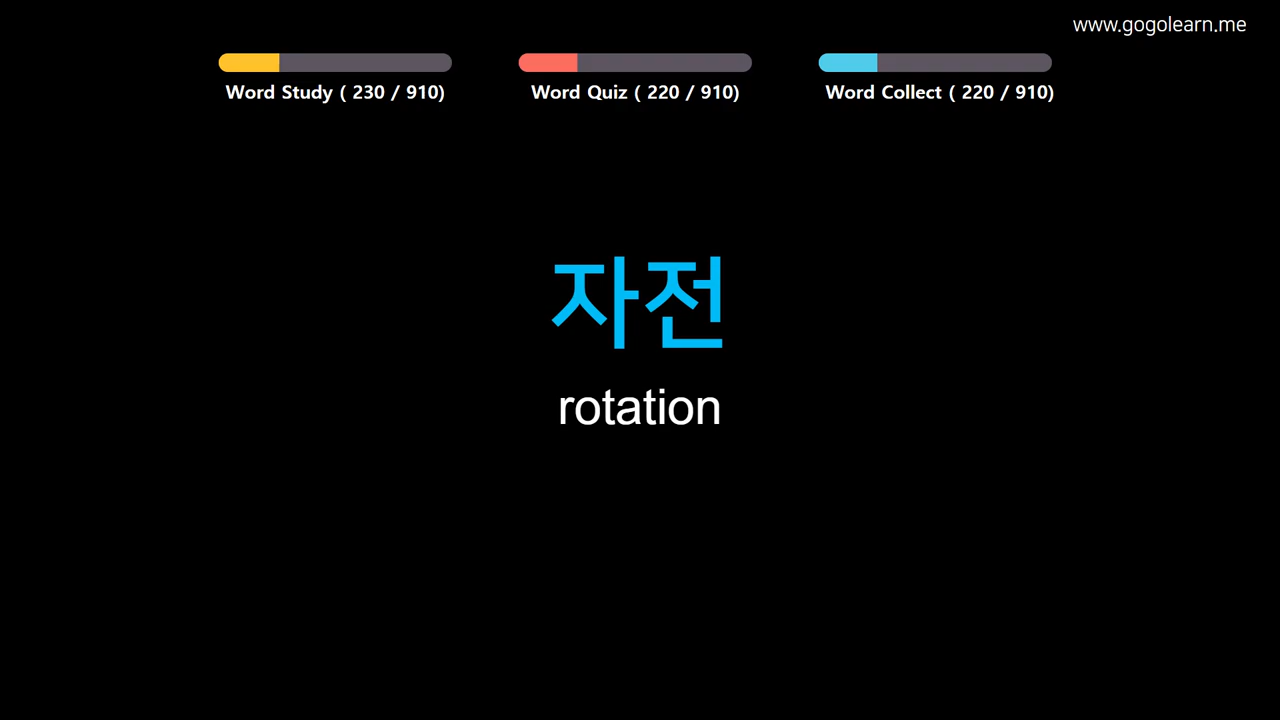 www.gogolearn.me
Word Study ( 230 / 910)
Word Quiz ( 220 / 910)
Word Collect ( 220 / 910)
자전
rotation